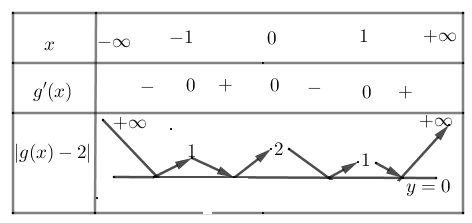 x −∞ −1 0 1 +∞
g′(x) − 0 + 0 − 0 +
|g(x) − 2| +∞ 1 2 1 +∞
y = 0